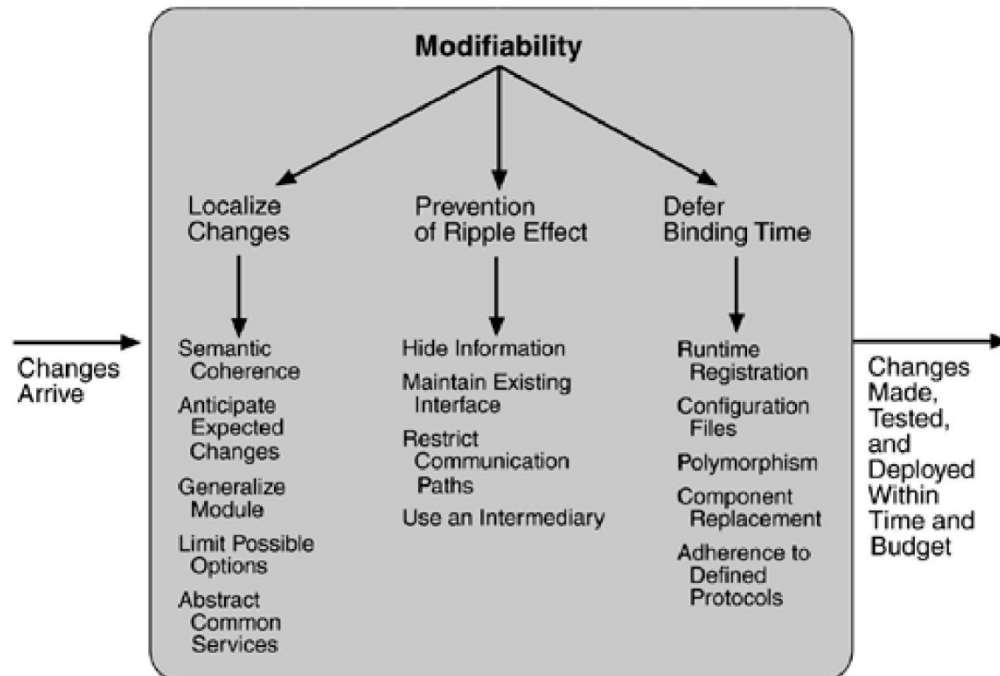 Modifiability
Localize
Changes
Prevention
of Ripple Effect
Defer
Binding Time
Changes
Arrive
Semantic
Coherence
Anticipate
Expected
Changes
Generalize
Module
Limit Possible
Options
Abstract
Common
Services
Hide Information
Maintain Existing
Interface
Restrict
Communication
Paths
Use an Intermediary
Runtime
Registration
Configuration
Files
Polymorphism
Component
Replacement
Adherence to
Defined
Protocols
Changes
Made,
Tested,
and
Deployed
Within
Time and
Budget